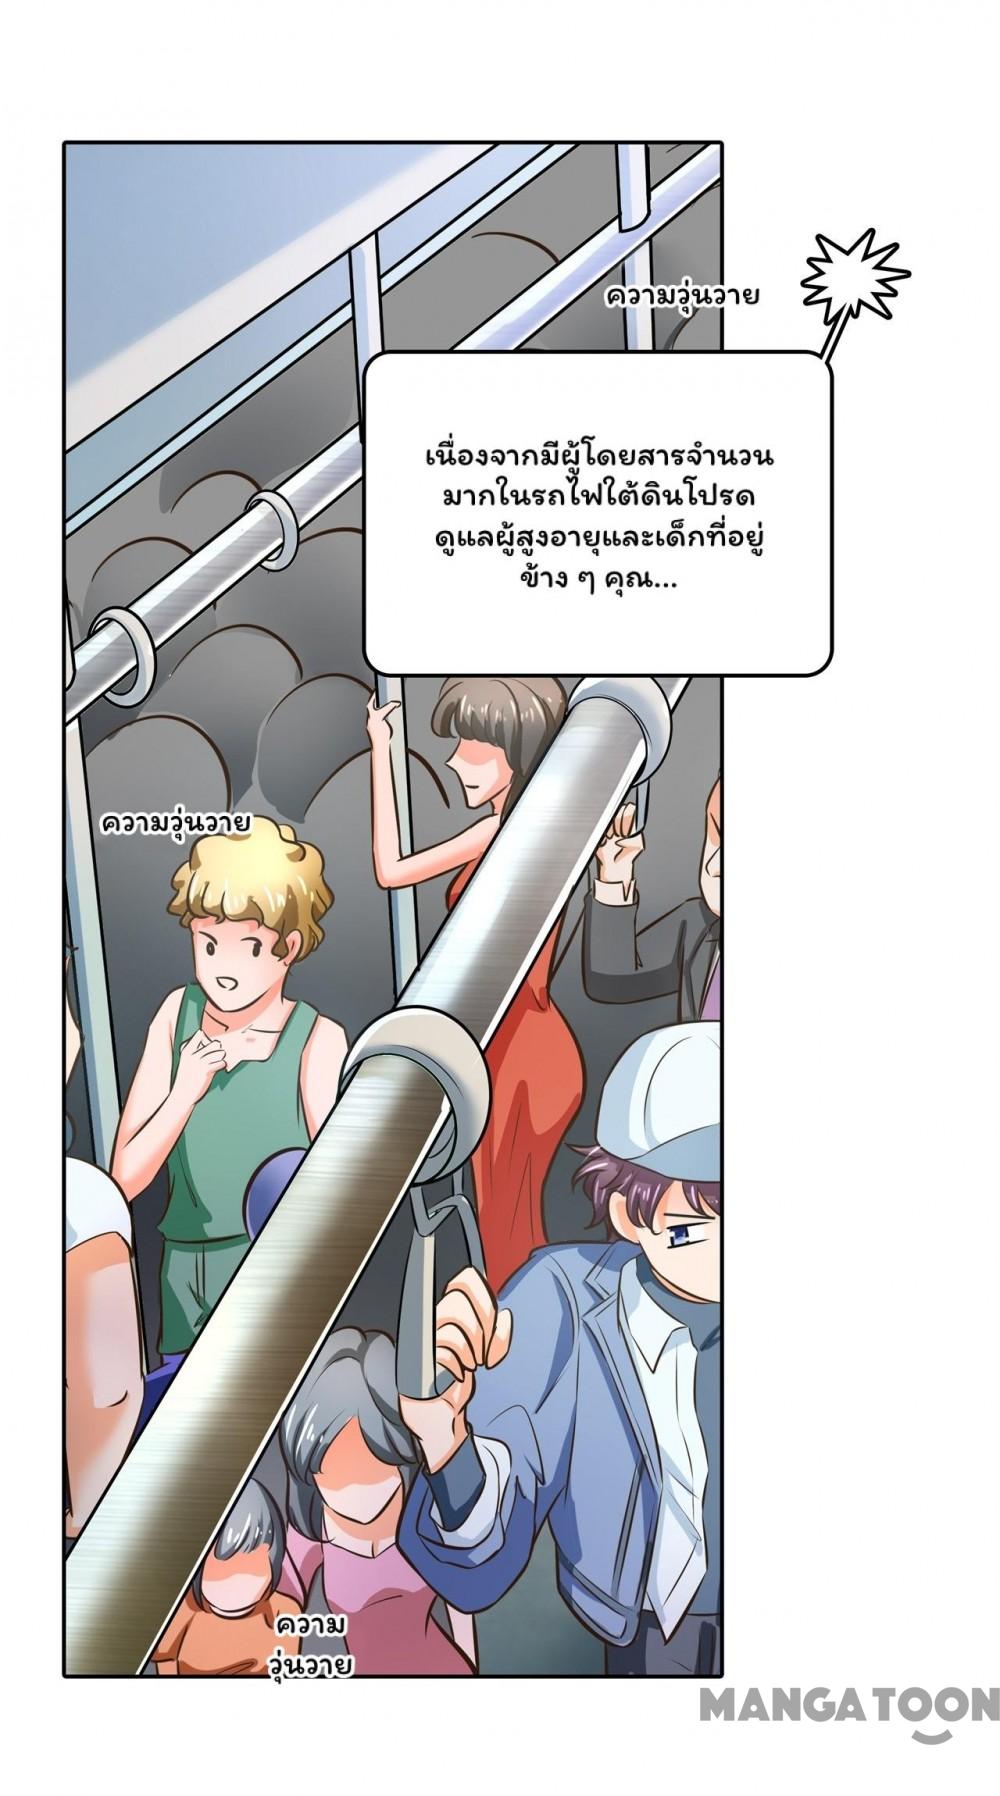 ความวุ่นวาย
เนื่องจากมีผู้โดยสารจำนวน
มากในรถไฟใต้ดินโปรด
ดูแลผู้สูงอายุและเด็กที่อยู่
ข้าง ๆ คุณ...
ความวุ่นวาย
ความ
วุ่นวาย
MANGATOON